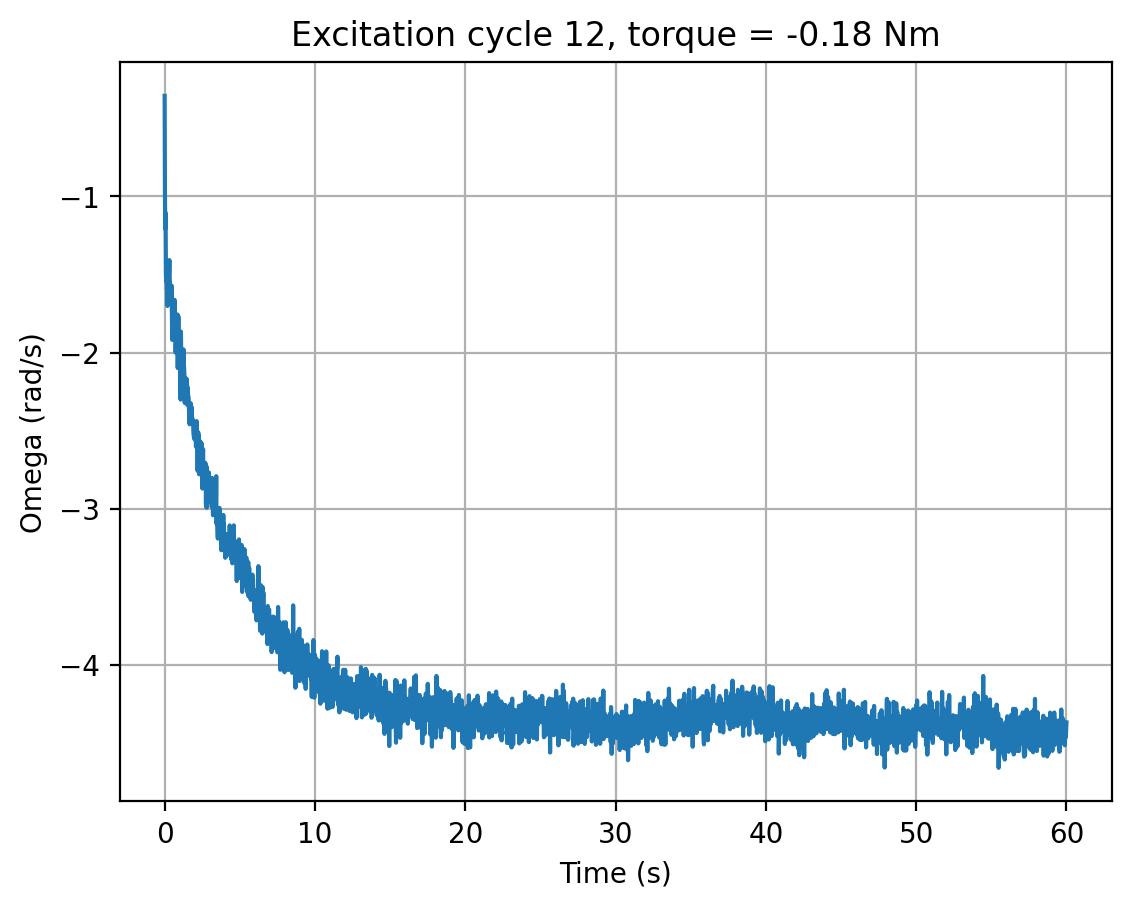 Excitation cycle 12, torque = -0.18 Nm
Omega (rad/s)
−1
−2
−3
−4
0 10 20 30 40 50 60
Time (s)